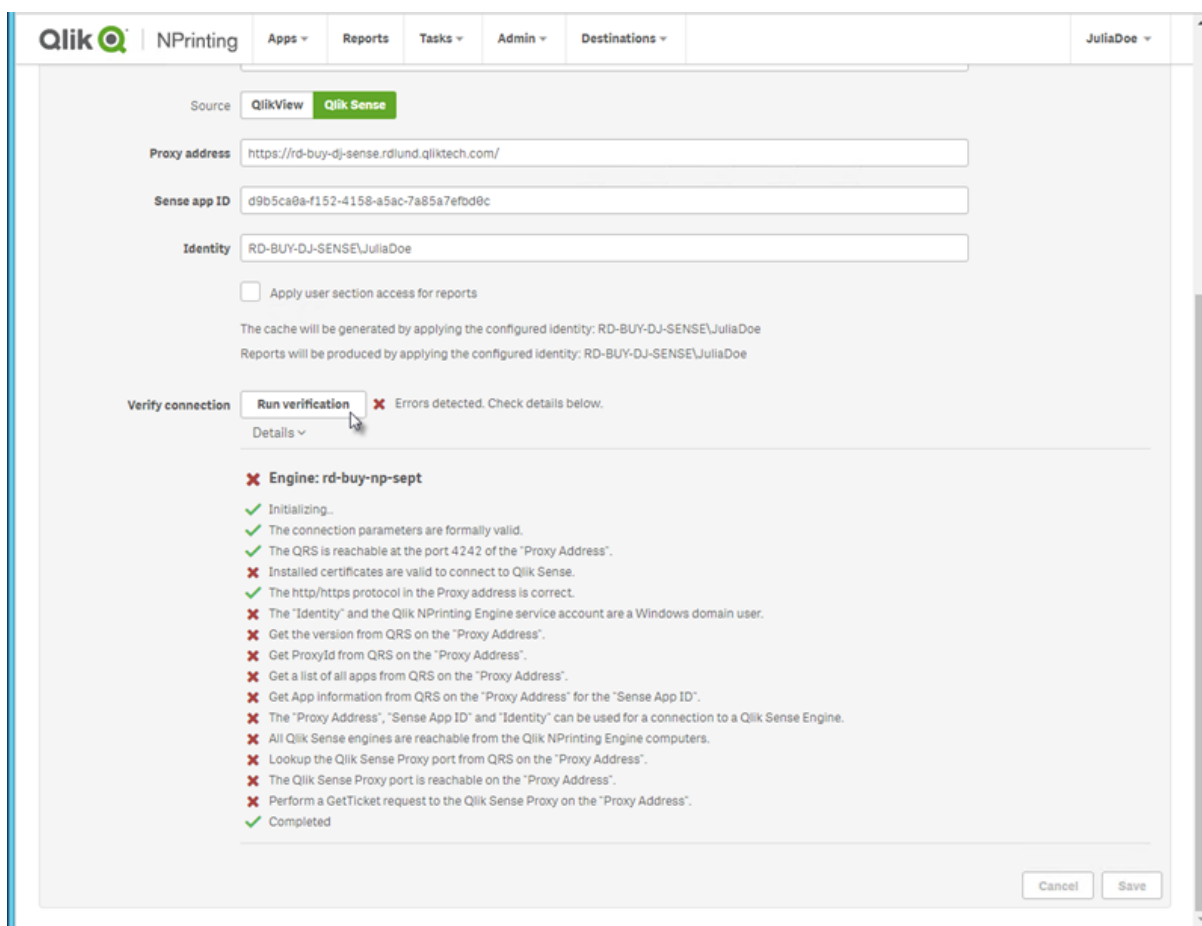 Qlik Q NPrinting Apps Reports Tasks Admin Destinations JuliaDoe
Source QlikView Qlik Sense
Proxy address https://rd-buy-dj-sense.rdlund.qliktech.com/
Sense app ID d9b5ca0a-f152-4158-a5ac-7a85a7efbd0c
Identity RD-BUY-DJ-SENSE\JuliaDoe
Apply user section access for reports
The cache will be generated by applying the configured identity: RD-BUY-DJ-SENSE\JuliaDoe
Reports will be produced by applying the configured identity: RD-BUY-DJ-SENSE\JuliaDoe
Verify connection Run verification Errors detected. Check details below.
Details
Engine: rd-buy-np-sept
Initializing..
The connection parameters are formally valid.
The QRS is reachable at the port 4242 of the "Proxy Address".
Installed certificates are valid to connect to Qlik Sense.
The http/https protocol in the Proxy address is correct.
The "Identity" and the Qlik NPrinting Engine service account are a Windows domain user.
Get the version from QRS on the "Proxy Address".
Get ProxyId from QRS on the "Proxy Address".
Get a list of all apps from QRS on the "Proxy Address".
Get App information from QRS on the "Proxy Address" for the "Sense App ID".
The "Proxy Address", "Sense App ID" and "Identity" can be used for a connection to a Qlik Sense Engine.
All Qlik Sense engines are reachable from the Qlik NPrinting Engine computers.
Lookup the Qlik Sense Proxy port from QRS on the "Proxy Address".
The Qlik Sense Proxy port is reachable on the "Proxy Address".
Perform a GetTicket request to the Qlik Sense Proxy on the "Proxy Address".
Completed
Cancel Save